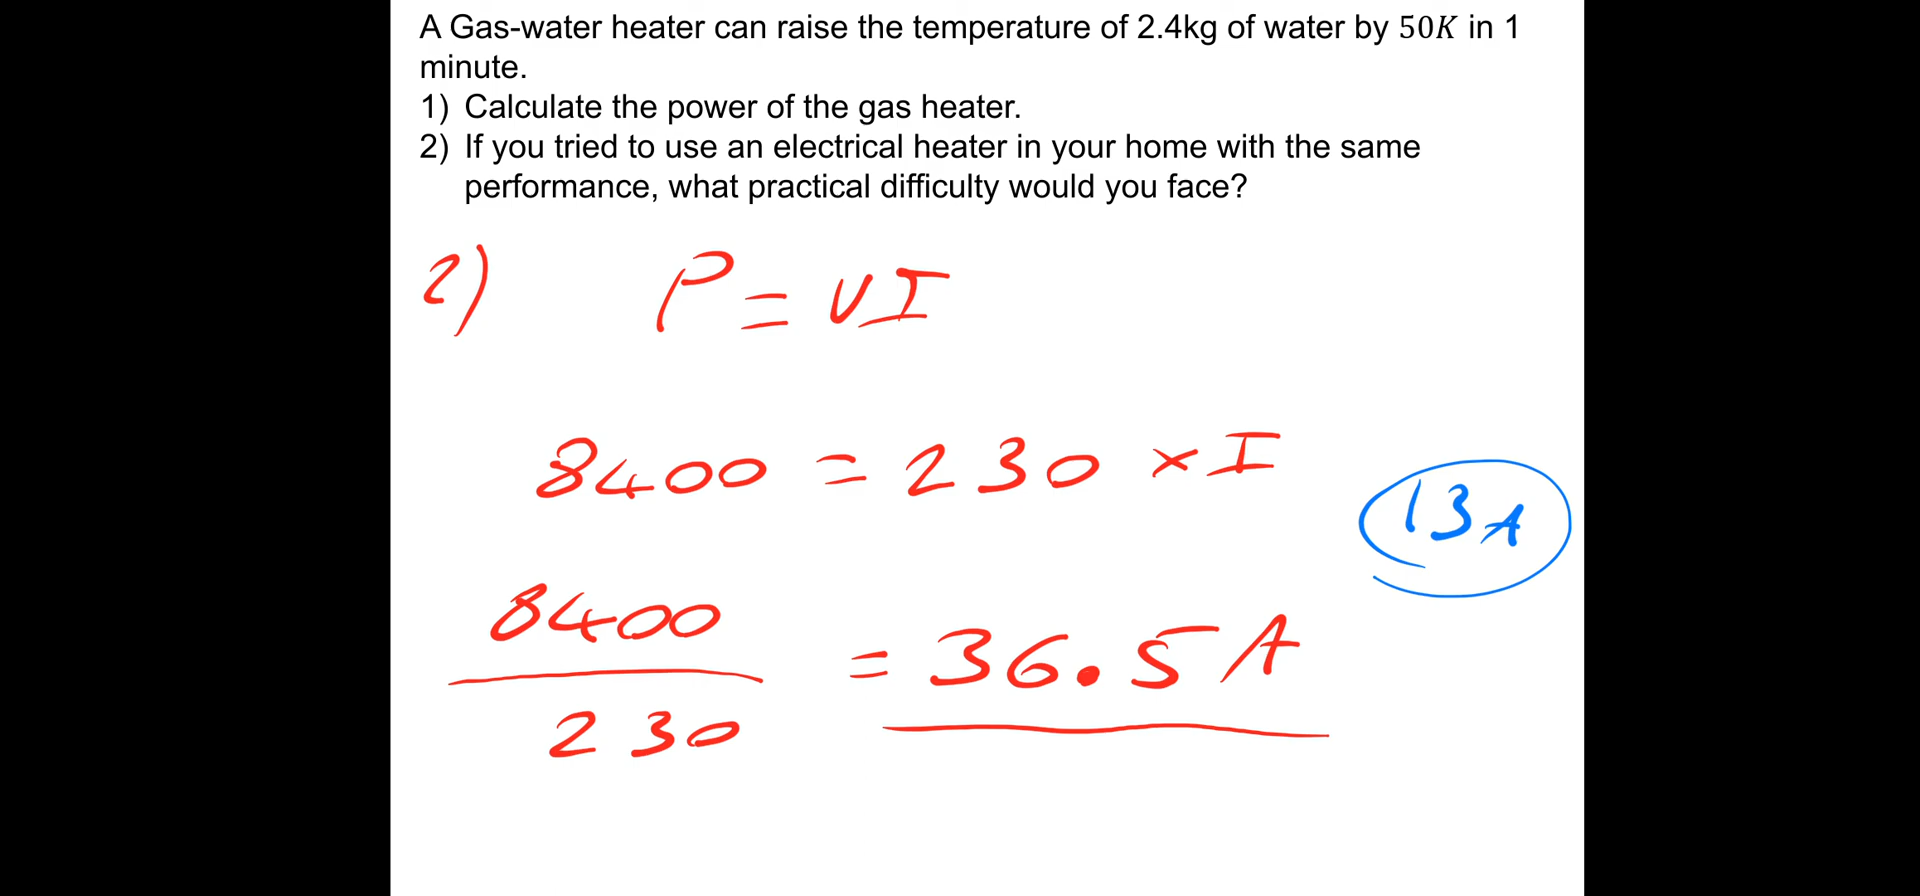 A Gas-water heater can raise the temperature of 2.4kg of water by 50K in 1
minute.
1) Calculate the power of the gas heater.
2) If you tried to use an electrical heater in your home with the same
performance, what practical difficulty would you face?
2) P = VI
8400 = 230 × I
13A
8400
= 36.5 A
230